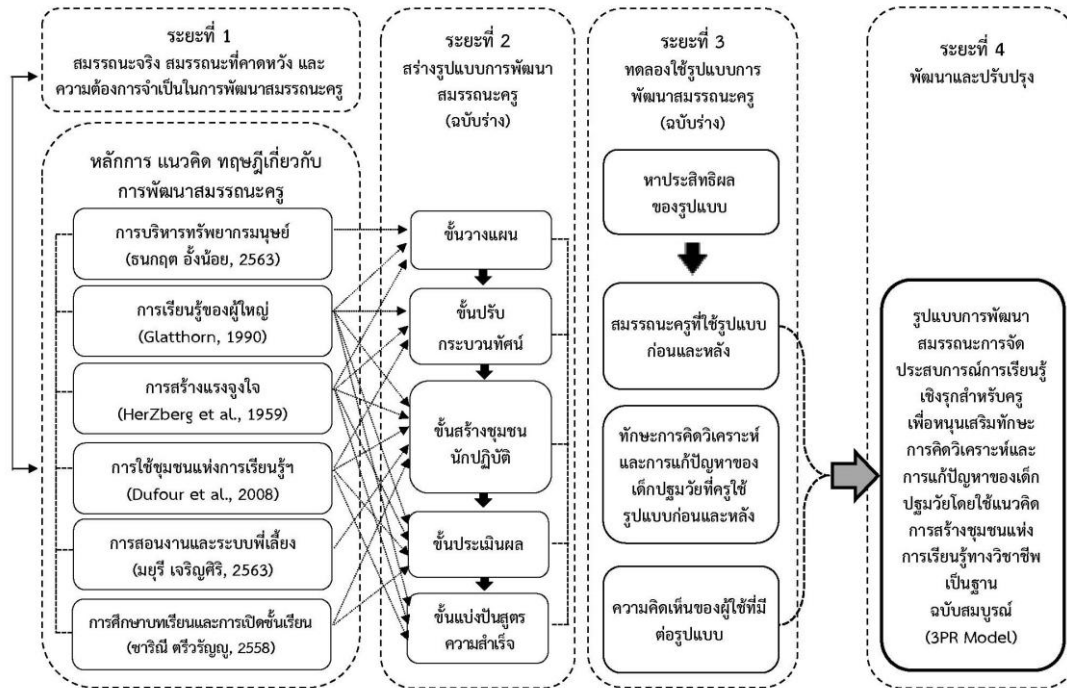 ระยะที่ 1
สมรรถนะจริง สมรรถนะที่คาดหวัง และ
ความต้องการจำเป็นในการพัฒนาสมรรถนะครู
หลักการ แนวคิด ทฤษฎีเกี่ยวกับ
การพัฒนาสมรรถนะครู
การบริหารทรัพยากรมนุษย์
(ธนกฤต อั้งน้อย, 2563)
การเรียนรู้ของผู้ใหญ่
(Glatthorn, 1990)
การสร้างแรงจูงใจ
(HerZberg et al., 1959)
การใช้ชุมชนแห่งการเรียนรู้ฯ
(Dufour et al., 2008)
การสอนงานและระบบพี่เลี้ยง
(มยุรี เจริญศิริ, 2563)
การศึกษาบทเรียนและการเปิดชั้นเรียน
(ชาริณี ตรีวรัญญู, 2558)
ระยะที่ 2
สร่างรูปแบบการพัฒนา
สมรรถนะครู
(ฉบับร่าง)
ขั้นวางแผน
ขั้นปรับ
กระบวนทัศน์
ขั้นสร้างชุมชน
นักปฏิบัติ
ขั้นประเมินผล
ขั้นแบ่งปันสูตร
ความสำเร็จ
ระยะที่ 3
ทดลองใช้รูปแบบการ
พัฒนาสมรรถนะครู
(ฉบับร่าง)
หาประสิทธิผล
ของรูปแบบ
สมรรถนะครูที่ใช้รูปแบบ
ก่อนและหลัง
ทักษะการคิดวิเคราะห์
และการแก้ปัญหาของ
เด็กปฐมวัยที่ครูใช้
รูปแบบก่อนและหลัง
ความคิดเห็นของผู้ใช้ที่มี
ต่อรูปแบบ
ระยะที่ 4
พัฒนาและปรับปรุง
รูปแบบการพัฒนา
สมรรถนะการจัด
ประสบการณ์การเรียนรู้
เชิงรุกสำหรับครู
เพื่อหนุนเสริมทักษะ
การคิดวิเคราะห์และ
การแก้ปัญหาของเด็ก
ปฐมวัยโดยใช้แนวคิด
การสร้างชุมชนแห่ง
การเรียนรู้ทางวิชาชีพ
เป็นฐาน
ฉบับสมบูรณ์
(3PR Model)